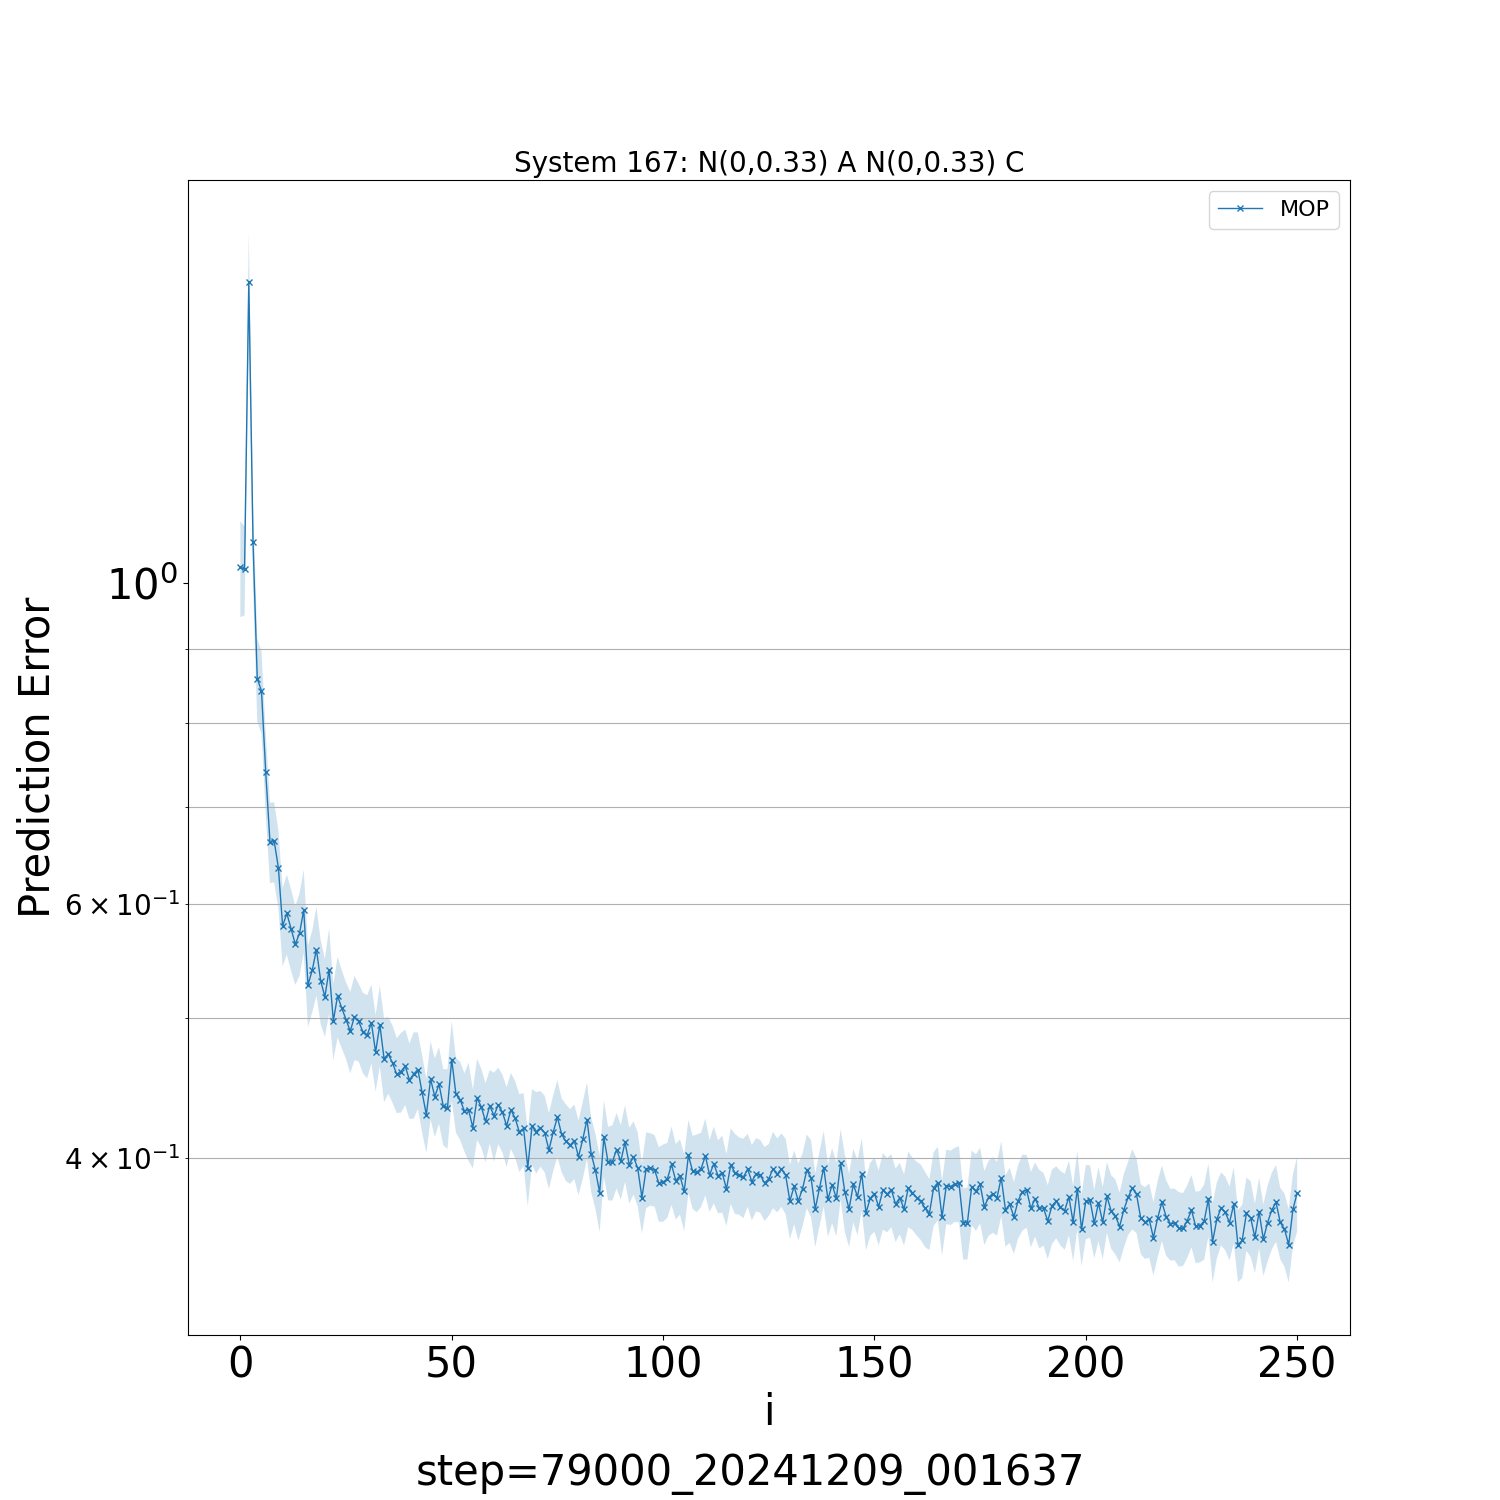 System 167: N(0,0.33) A N(0,0.33) C
MOP
Prediction Error
10⁰
6 × 10⁻¹
4 × 10⁻¹
0 50 100 150 200 250
i
step=79000_20241209_001637